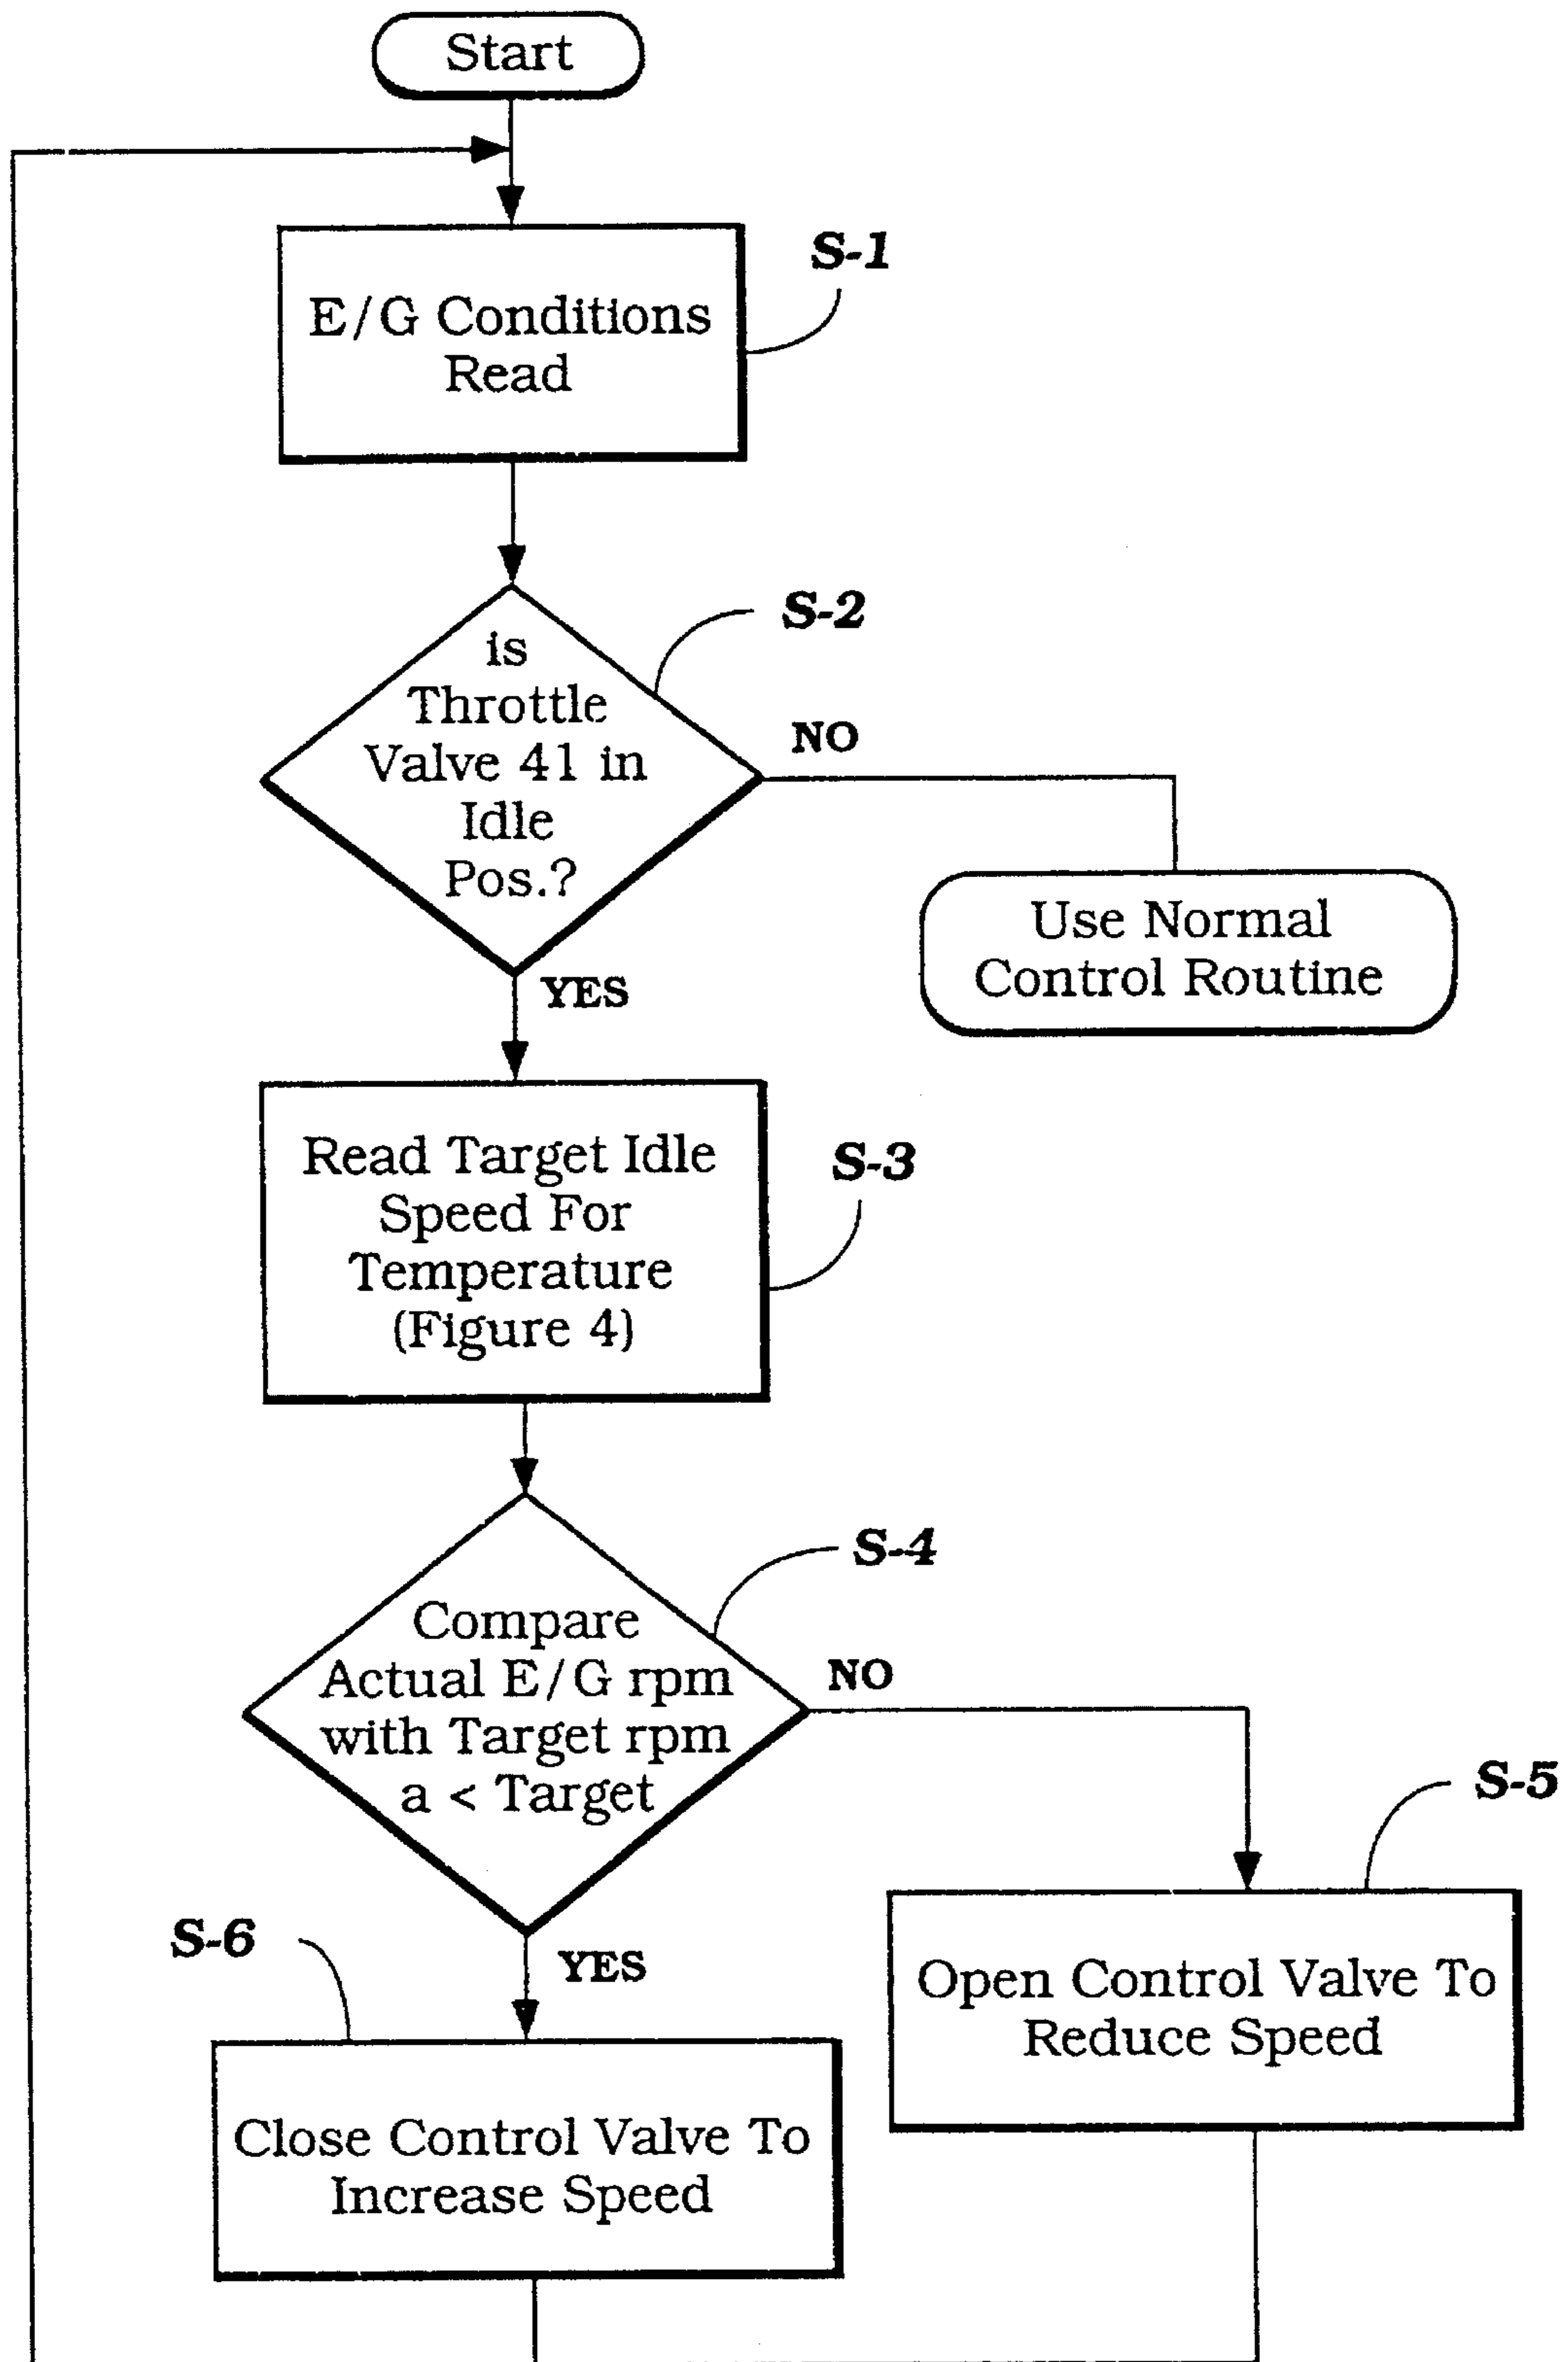 Start
S-1
E/G Conditions
Read
S-2
is
Throttle
Valve 41 in
Idle
Pos.?
NO
Use Normal
Control Routine
YES
Read Target Idle
Speed For
Temperature
(Figure 4)
S-3
S-4
Compare
Actual E/G rpm
with Target rpm
a < Target
NO
S-5
Open Control Valve To
Reduce Speed
YES
S-6
Close Control Valve To
Increase Speed